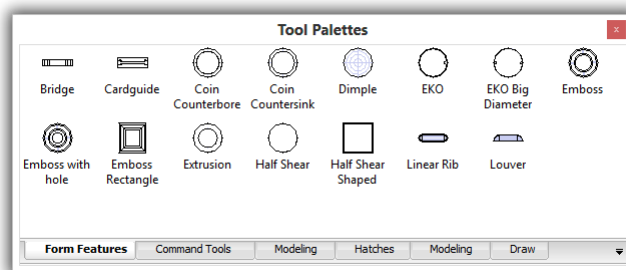 Tool Palettes
x
Bridge
Cardguide
Coin
Counterbore
Coin
Countersink
Dimple
EKO
EKO Big
Diameter
Emboss
Emboss with
hole
Emboss
Rectangle
Extrusion
Half Shear
Half Shear
Shaped
Linear Rib
Louver
Form Features
Command Tools
Modeling
Hatches
Modeling
Draw